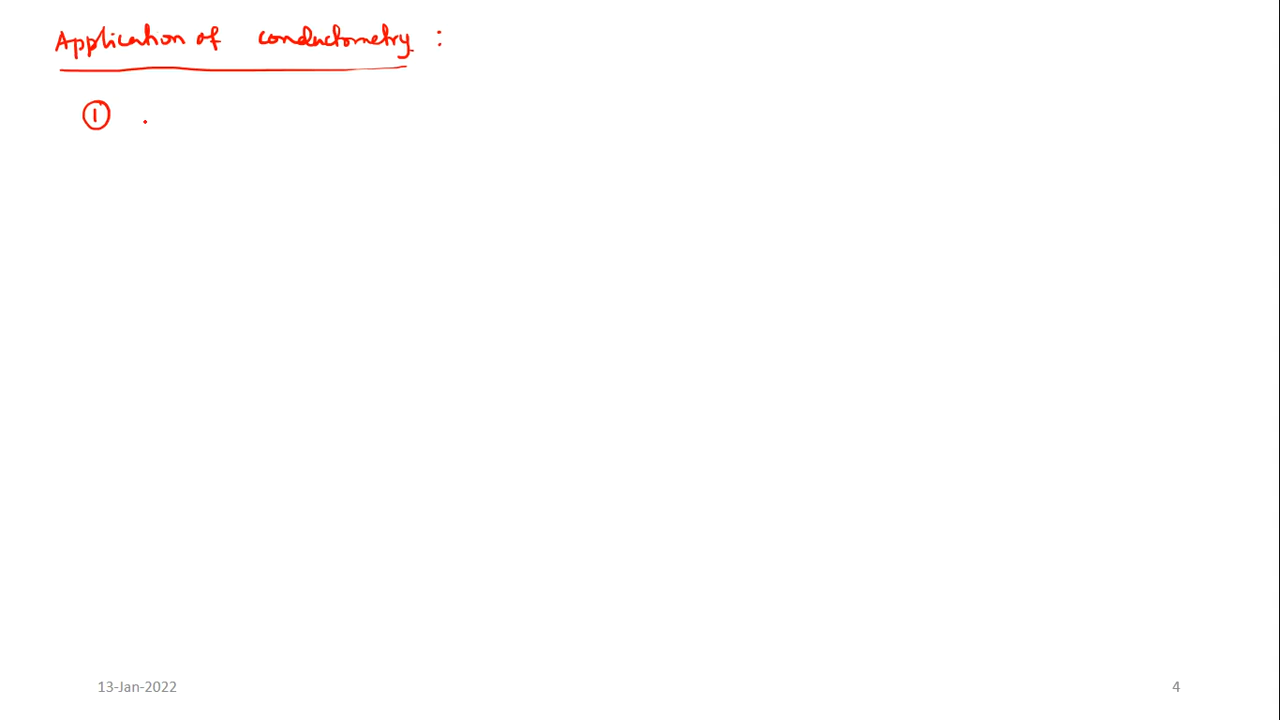 Application of conductometry :
① .
13-Jan-2022
4